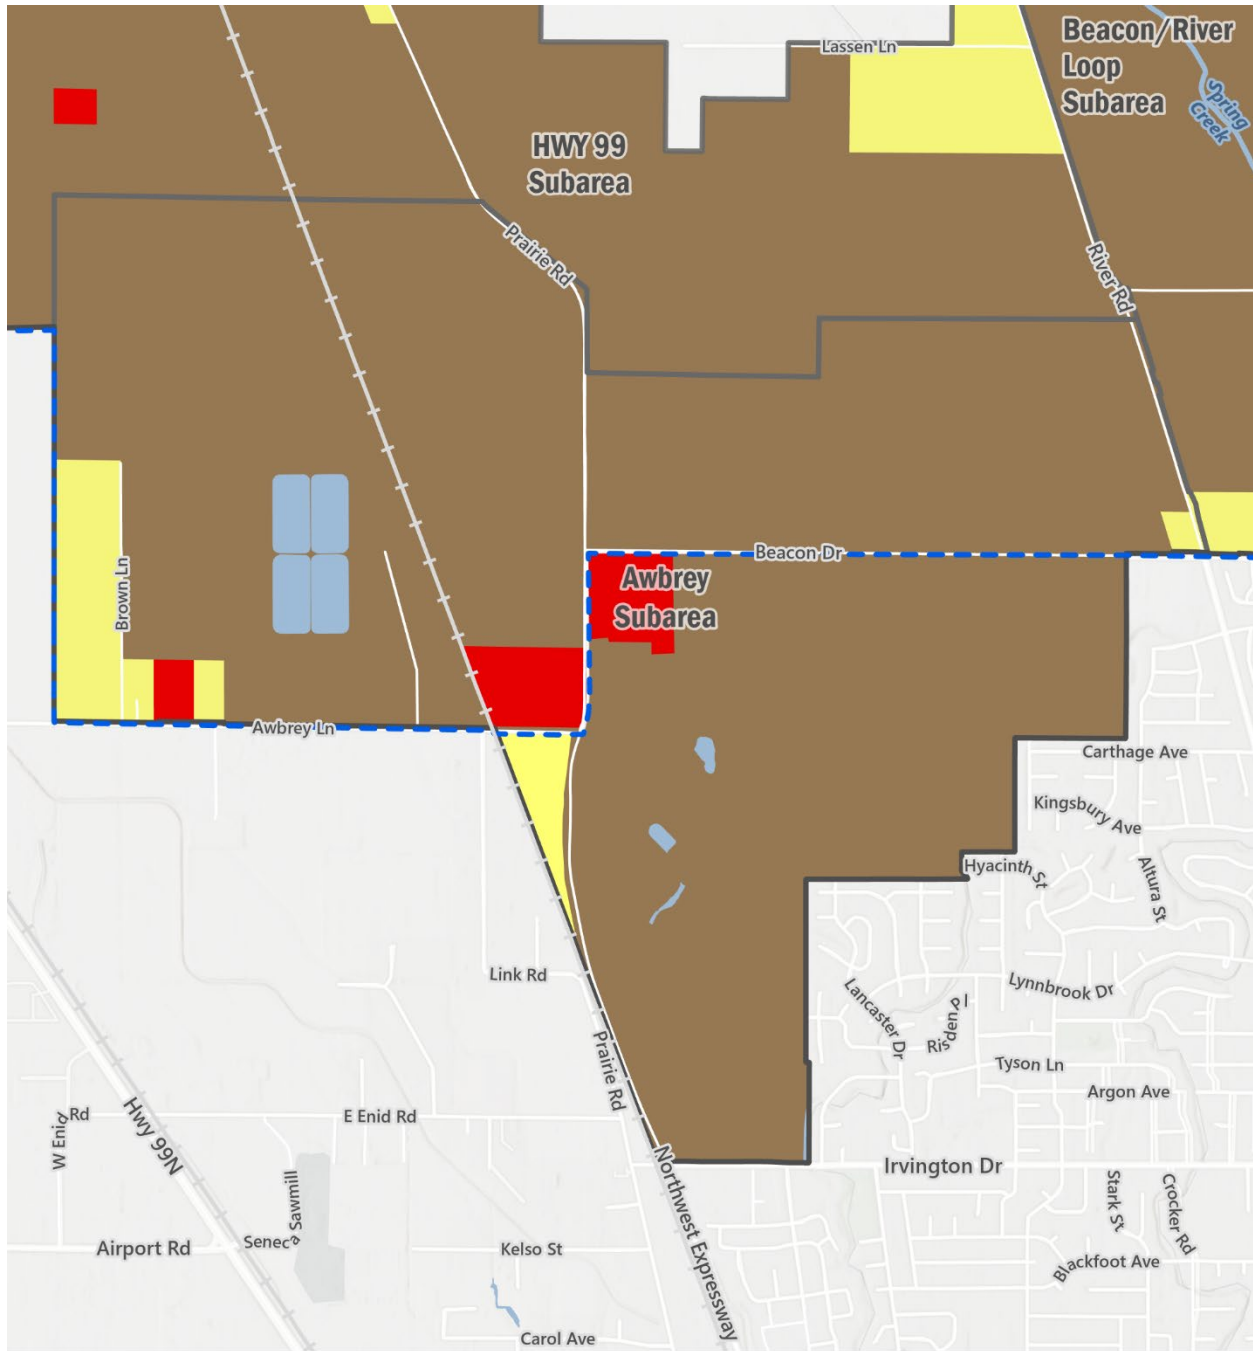 Beacon/River
Loop
Subarea
Lassen Ln
Spring
Creek
HWY 99
Subarea
Prairie Rd
River Rd
Beacon Dr
Awbrey
Subarea
Brown Ln
Awbrey Ln
Carthage Ave
Kingsbury Ave
Hyacinth St
Altura St
Link Rd
Lynnbrook Dr
Lancaster Dr
Risden Pl
Prairie Rd
Tyson Ln
Argon Ave
W Enid Rd
E Enid Rd
Hwy 99N
Irvington Dr
Northwest Expressway
Stark St
Crocker Rd
Seneca Sawmill
Airport Rd
Kelso St
Blackfoot Ave
Carol Ave